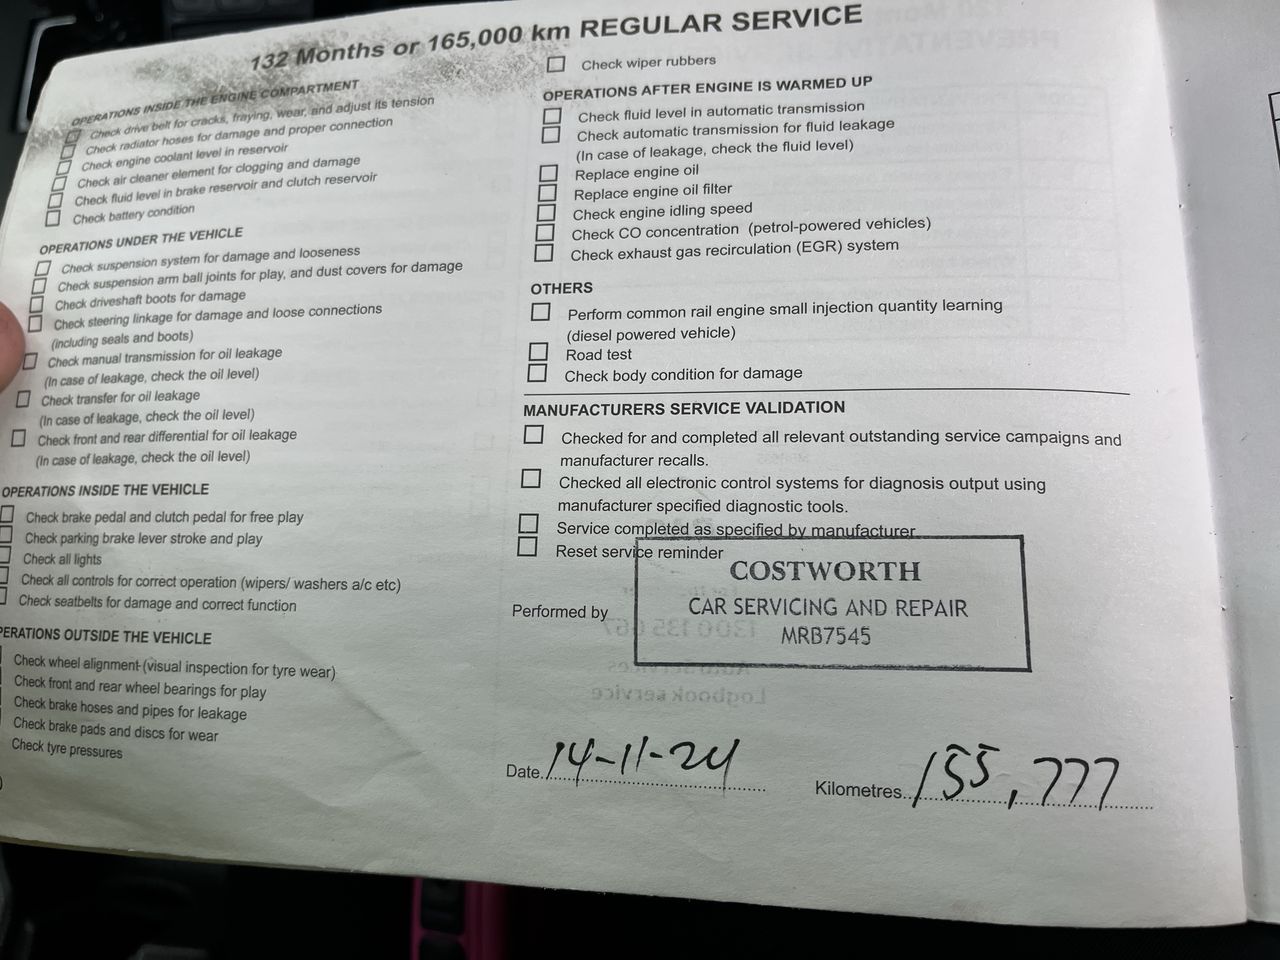 132 Months or 165,000 km REGULAR SERVICE
OPERATIONS INSIDE THE ENGINE COMPARTMENT
Check drive belt for cracks, fraying, wear, and adjust its tension
Check radiator hoses for damage and proper connection
Check engine coolant level in reservoir
Check air cleaner element for clogging and damage
Check fluid level in brake reservoir and clutch reservoir
Check battery condition
OPERATIONS UNDER THE VEHICLE
Check suspension system for damage and looseness
Check suspension arm ball joints for play, and dust covers for damage
Check driveshaft boots for damage
Check steering linkage for damage and loose connections
(including seals and boots)
Check manual transmission for oil leakage
(In case of leakage, check the oil level)
Check transfer for oil leakage
(In case of leakage, check the oil level)
Check front and rear differential for oil leakage
(In case of leakage, check the oil level)
OPERATIONS INSIDE THE VEHICLE
Check brake pedal and clutch pedal for free play
Check parking brake lever stroke and play
Check all lights
Check all controls for correct operation (wipers/ washers a/c etc)
Check seatbelts for damage and correct function
PERATIONS OUTSIDE THE VEHICLE
Check wheel alignment (visual inspection for tyre wear)
Check front and rear wheel bearings for play
Check brake hoses and pipes for leakage
Check brake pads and discs for wear
Check tyre pressures
Check wiper rubbers
OPERATIONS AFTER ENGINE IS WARMED UP
Check fluid level in automatic transmission
Check automatic transmission for fluid leakage
(In case of leakage, check the fluid level)
Replace engine oil
Replace engine oil filter
Check engine idling speed
Check CO concentration (petrol-powered vehicles)
Check exhaust gas recirculation (EGR) system
OTHERS
Perform common rail engine small injection quantity learning
(diesel powered vehicle)
Road test
Check body condition for damage
MANUFACTURERS SERVICE VALIDATION
Checked for and completed all relevant outstanding service campaigns and
manufacturer recalls.
Checked all electronic control systems for diagnosis output using
manufacturer specified diagnostic tools.
Service completed as specified by manufacturer
Reset service reminder
Performed by
COSTWORTH
CAR SERVICING AND REPAIR
MRB7545
Date 14-11-24
Kilometres 155,777